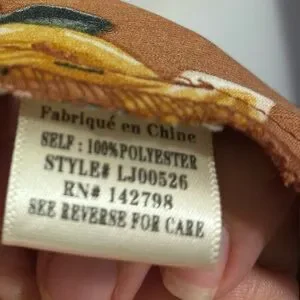 Fabriqué en Chine
SELF : 100%POLYESTER
STYLE# LJ00526
RN# 142798
SEE REVERSE FOR CARE